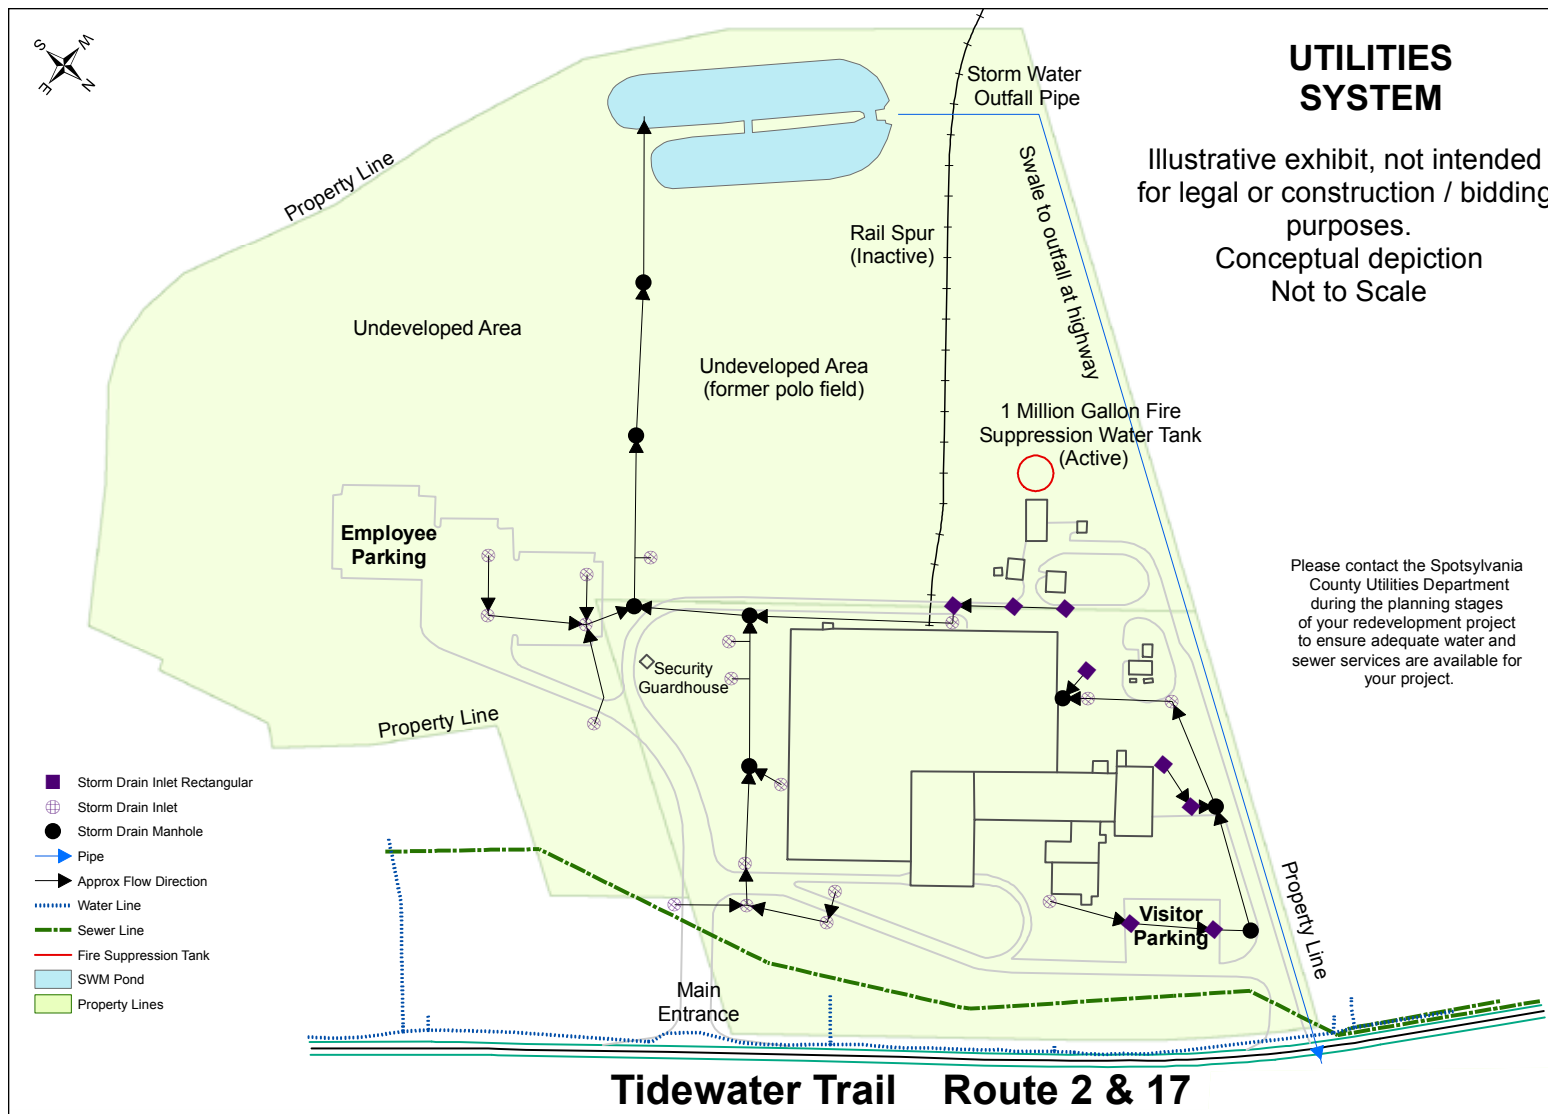 S
W
E
N
UTILITIES
SYSTEM
Illustrative exhibit, not intended
for legal or construction / bidding
purposes.
Conceptual depiction
Not to Scale
Storm Water
Outfall Pipe
Property Line
Swale to outfall at highway
Rail Spur
(Inactive)
Undeveloped Area
Undeveloped Area
(former polo field)
1 Million Gallon Fire
Suppression Water Tank
(Active)
Employee
Parking
Please contact the Spotsylvania
County Utilities Department
during the planning stages
of your redevelopment project
to ensure adequate water and
sewer services are available for
your project.
Security
Guardhouse
Property Line
Storm Drain Inlet Rectangular
Storm Drain Inlet
Storm Drain Manhole
Pipe
Approx Flow Direction
Water Line
Sewer Line
Fire Suppression Tank
SWM Pond
Property Lines
Visitor
Parking
Property Line
Main
Entrance
Tidewater Trail Route 2 & 17